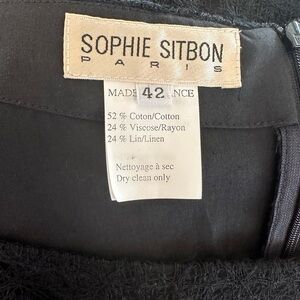 SOPHIE SITBON
PARIS
MADE 42 NCE
52 % Coton/Cotton
24 % Viscose/Rayon
24 % Lin/Linen
Nettoyage à sec
Dry clean only